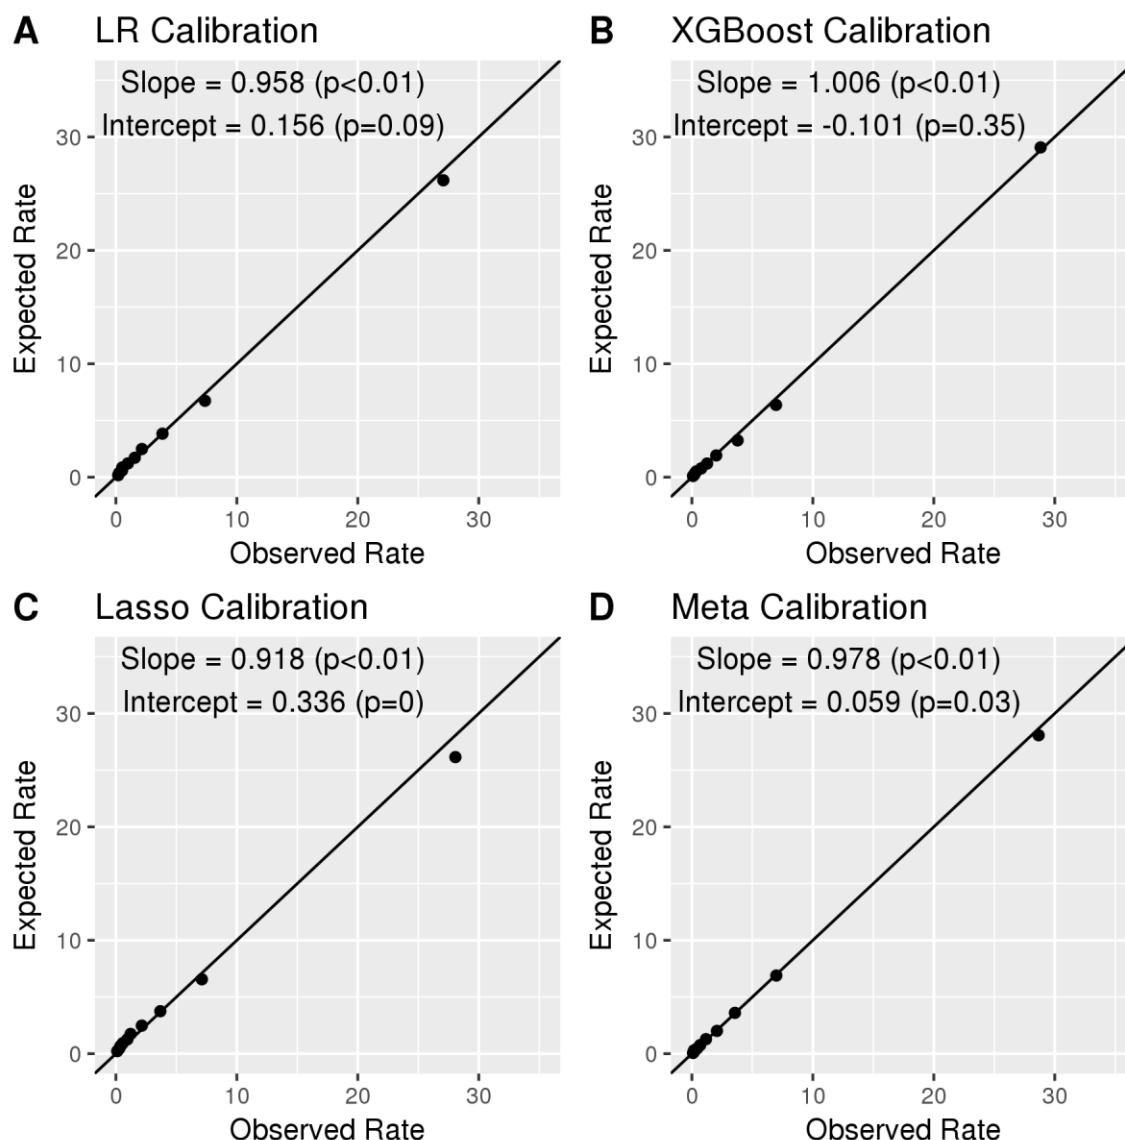 A LR Calibration
Slope = 0.958 (p<0.01)
Intercept = 0.156 (p=0.09)
30
20
10
0
0 10 20 30
Expected Rate
Observed Rate
B XGBoost Calibration
Slope = 1.006 (p<0.01)
Intercept = -0.101 (p=0.35)
30
20
10
0
0 10 20 30
Expected Rate
Observed Rate
C Lasso Calibration
Slope = 0.918 (p<0.01)
Intercept = 0.336 (p=0)
30
20
10
0
0 10 20 30
Expected Rate
Observed Rate
D Meta Calibration
Slope = 0.978 (p<0.01)
Intercept = 0.059 (p=0.03)
30
20
10
0
0 10 20 30
Expected Rate
Observed Rate